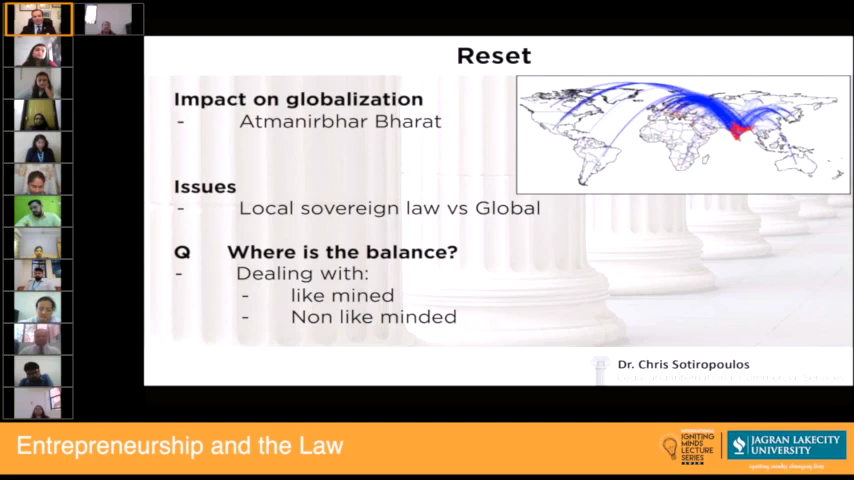 Reset
Impact on globalization
- Atmanirbhar Bharat
Issues
- Local sovereign law vs Global
Q Where is the balance?
- Dealing with:
- like mined
- Non like minded
Dr. Chris Sotiropoulos
Entrepreneurship and the Law
INTERNATIONAL
IGNITING
MINDS
LECTURE
SERIES
JAGRAN LAKECITY
UNIVERSITY